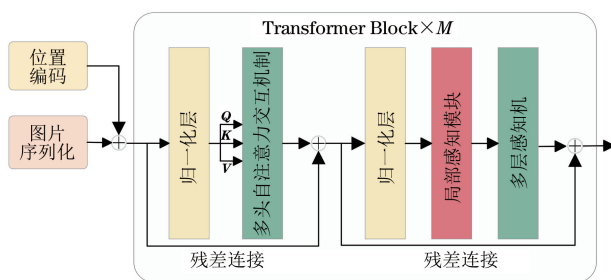 Transformer Block×M
位置
编码
图片
序列化
归一化层
Q
K
V
多头自注意力交互机制
归一化层
局部感知模块
多层感知机
残差连接
残差连接